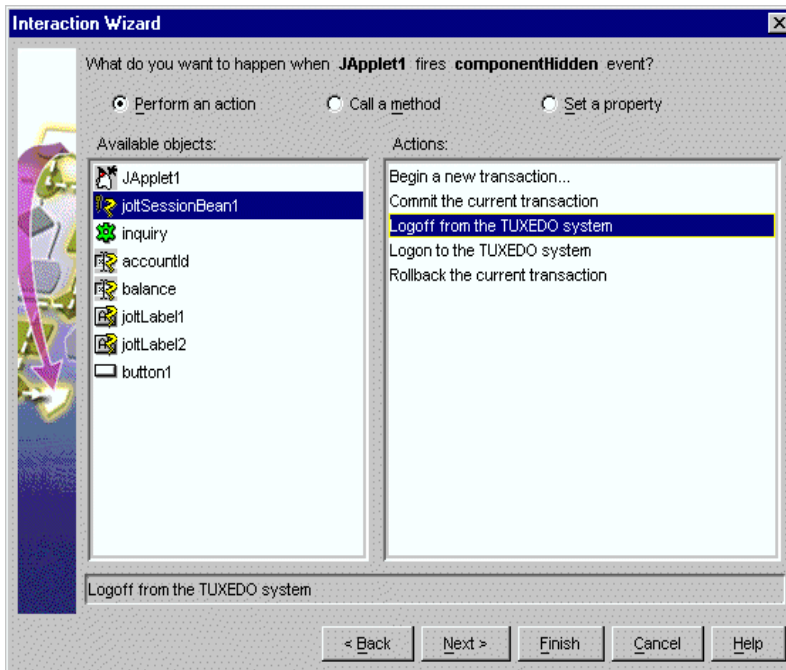 Interaction Wizard
What do you want to happen when JApplet1 fires componentHidden event?
Perform an action Call a method Set a property
Available objects: Actions:
JApplet1
joltSessionBean1
inquiry
accountId
balance
joltLabel1
joltLabel2
button1
Begin a new transaction...
Commit the current transaction
Logoff from the TUXEDO system
Logon to the TUXEDO system
Rollback the current transaction
Logoff from the TUXEDO system
< Back Next > Finish Cancel Help